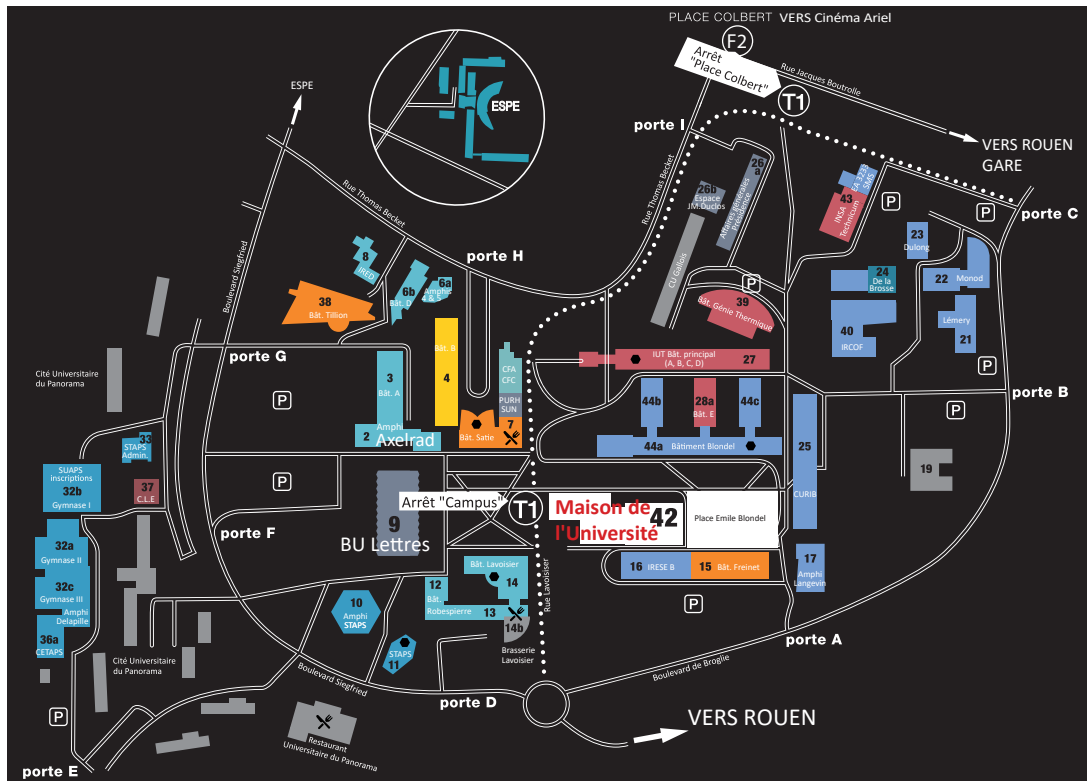 PLACE COLBERT VERS Cinéma Ariel
F2
Arrêt
"Place Colbert"
Rue Jacques Boutrolle
T1
VERS ROUEN
GARE
ESPE
ESPE
porte I
Rue Thomas Becket
Rue Thomas Becket
Boulevard Siegfried
26
a
Affaires générales
Présidence
26b
Espace
JM.Duclos
CU Gallois
EA 3233
SMS
43
INSA
Technicum
P
P
porte C
23
Dulong
22
Monod
24
De la
Brosse
40
IRCOF
Lémery
21
P
8
IRED
porte H
6b
Bât. D
6a
Amphis
4 & 5
38
Bât. Tillion
P
39
Bât. Génie Thermique
IUT Bât. principal
(A, B, C, D)
27
porte G
Cité Universitaire
du Panorama
P
3
Bât. A
Bât. B
4
CFA
CFC
PURH
SUN
7
Bât. Satie
2
Amphi
Axelrad
44b
28a
Bât. E
44c
44a
Bâtiment Blondel
25
CURIB
porte B
P
19
33
STAPS
Admin.
SUAPS
inscriptions
32b
Gymnase I
37
C.L.E
P
9
BU Lettres
Arrêt "Campus"
T1
Maison de
l'Université
42
Place Emile Blondel
porte F
32a
Gymnase II
32c
Gymnase III
Amphi
Delapille
36a
CETAPS
16
IRESE B
15
Bât. Freinet
17
Amphi
Langevin
P
porte A
Bât. Lavoisier
14
12
Bât.
Robespierre
13
14b
Brasserie
Lavoisier
Rue Lavoisiser
10
Amphi
STAPS
STAPS
11
Cité Universitaire
du Panorama
Boulevard Siegfried
Boulevard de Broglie
porte D
VERS ROUEN
P
Restaurant
Universitaire du Panorama
porte E